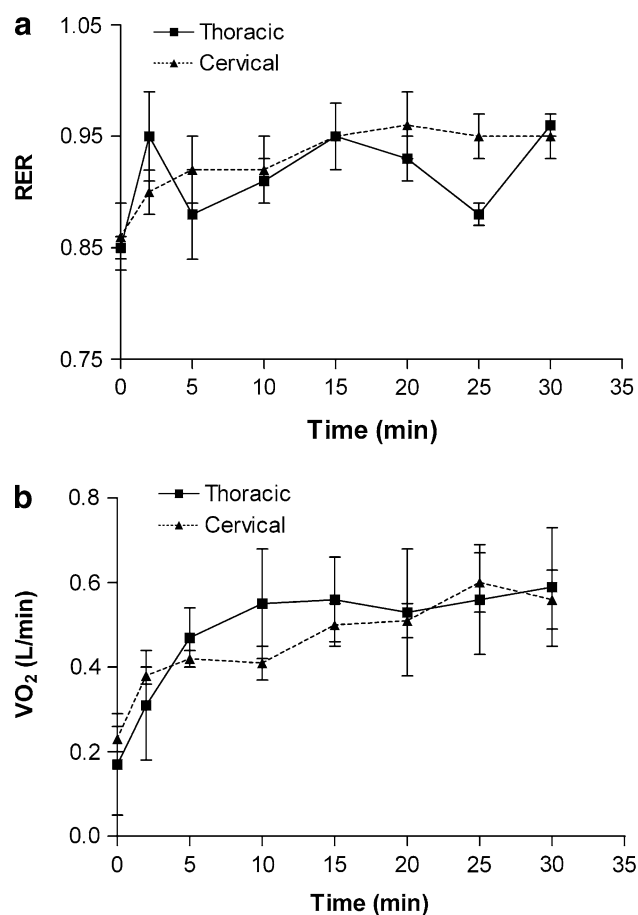 a
1.05
Thoracic
Cervical
0.95
RER
0.85
0.75
0 5 10 15 20 25 30 35
Time (min)
b
0.8
Thoracic
Cervical
0.6
VO₂ (L/min)
0.4
0.2
0.0
0 5 10 15 20 25 30 35
Time (min)